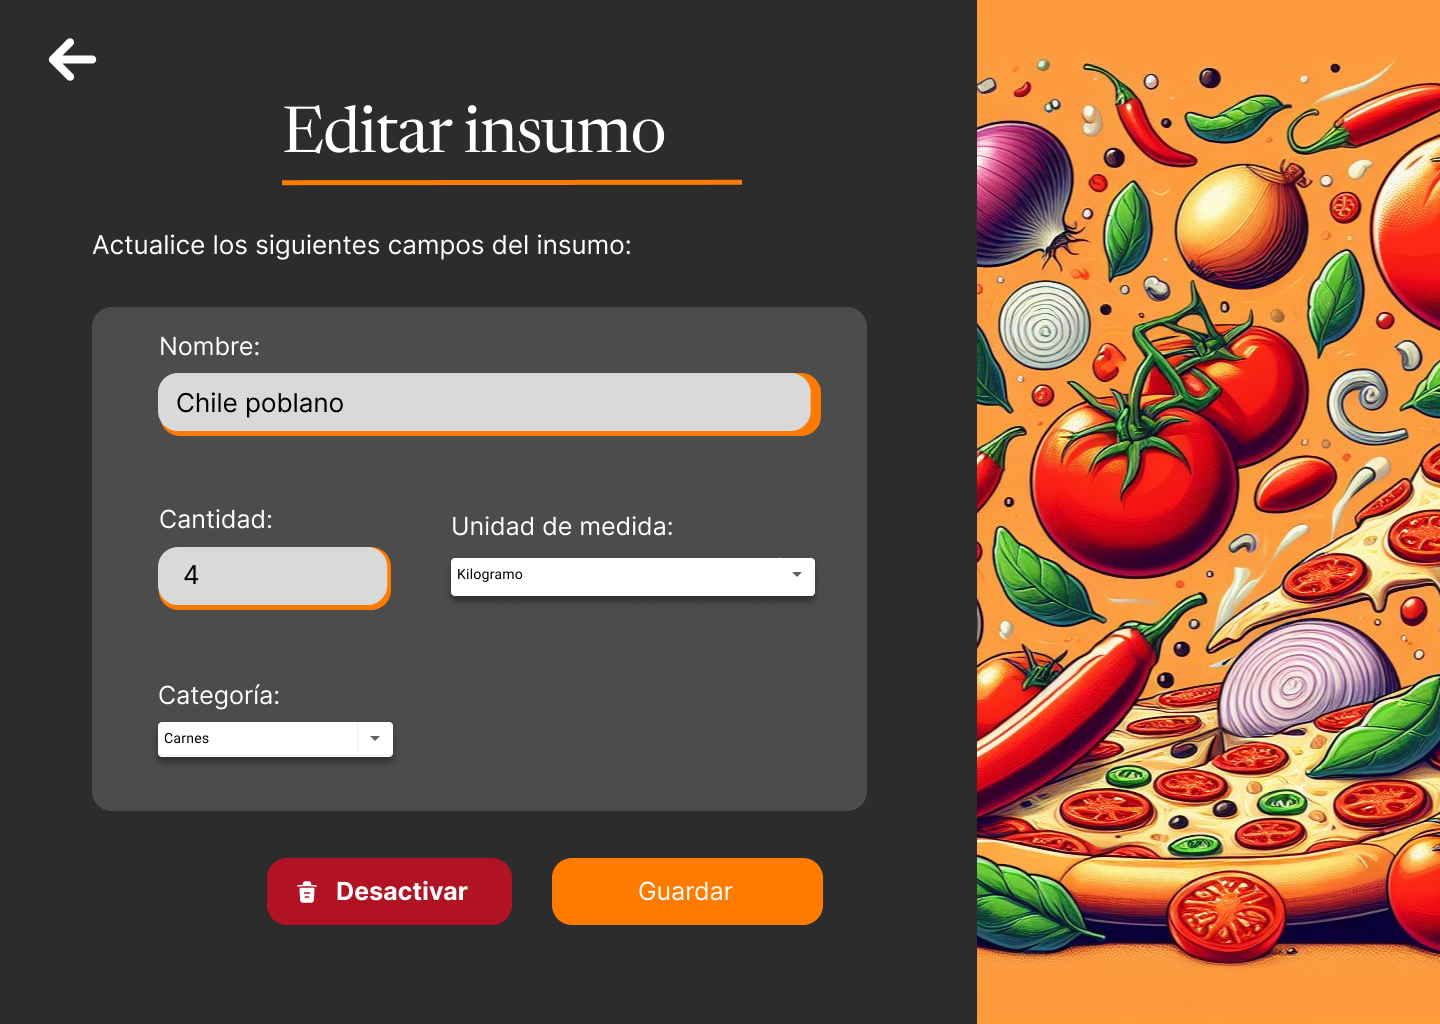 Editar insumo
Actualice los siguientes campos del insumo:
Nombre:
Chile poblano
Cantidad:
Unidad de medida:
4
Kilogramo
Categoría:
Carnes
Desactivar
Guardar